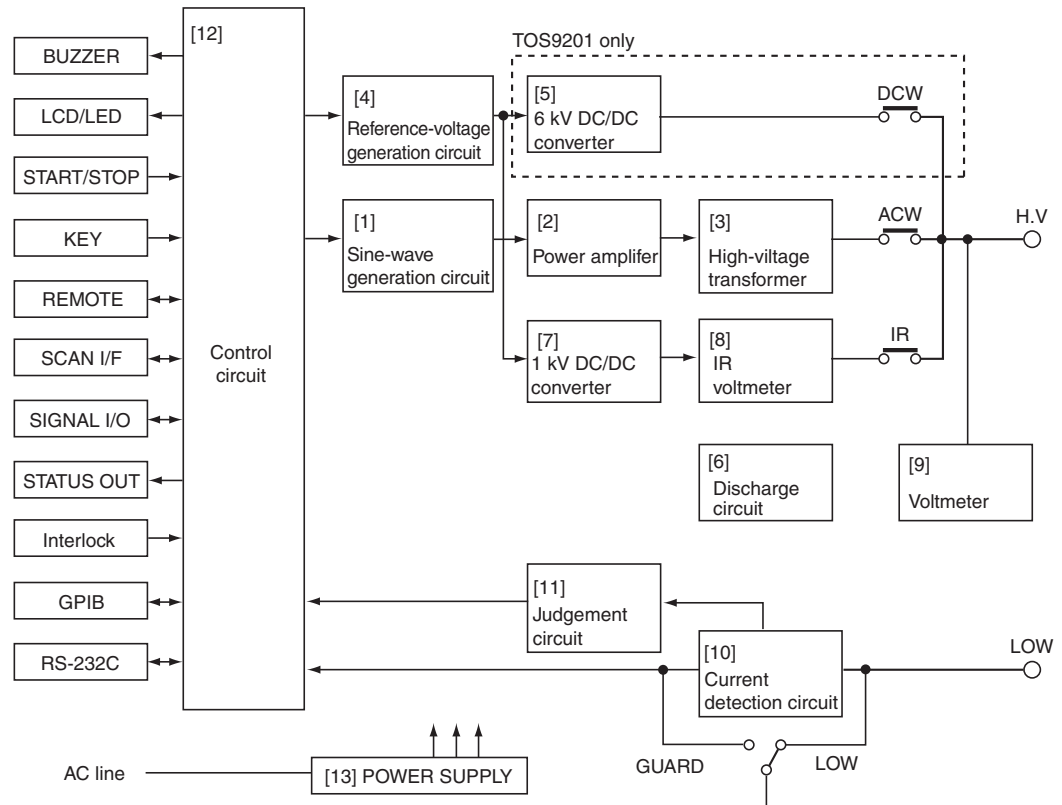 [12]
TOS9201 only
BUZZER
[4]
Reference-voltage
generation circuit
[5]
6 kV DC/DC
converter
DCW
LCD/LED
START/STOP
[1]
Sine-wave
generation circuit
[2]
Power amplifer
[3]
High-viltage
transformer
ACW
H.V
KEY
REMOTE
SCAN I/F
Control
circuit
[7]
1 kV DC/DC
converter
[8]
IR
voltmeter
IR
SIGNAL I/O
STATUS OUT
[6]
Discharge
circuit
[9]
Voltmeter
Interlock
GPIB
[11]
Judgement
circuit
RS-232C
[10]
Current
detection circuit
LOW
GUARD
LOW
AC line
[13] POWER SUPPLY